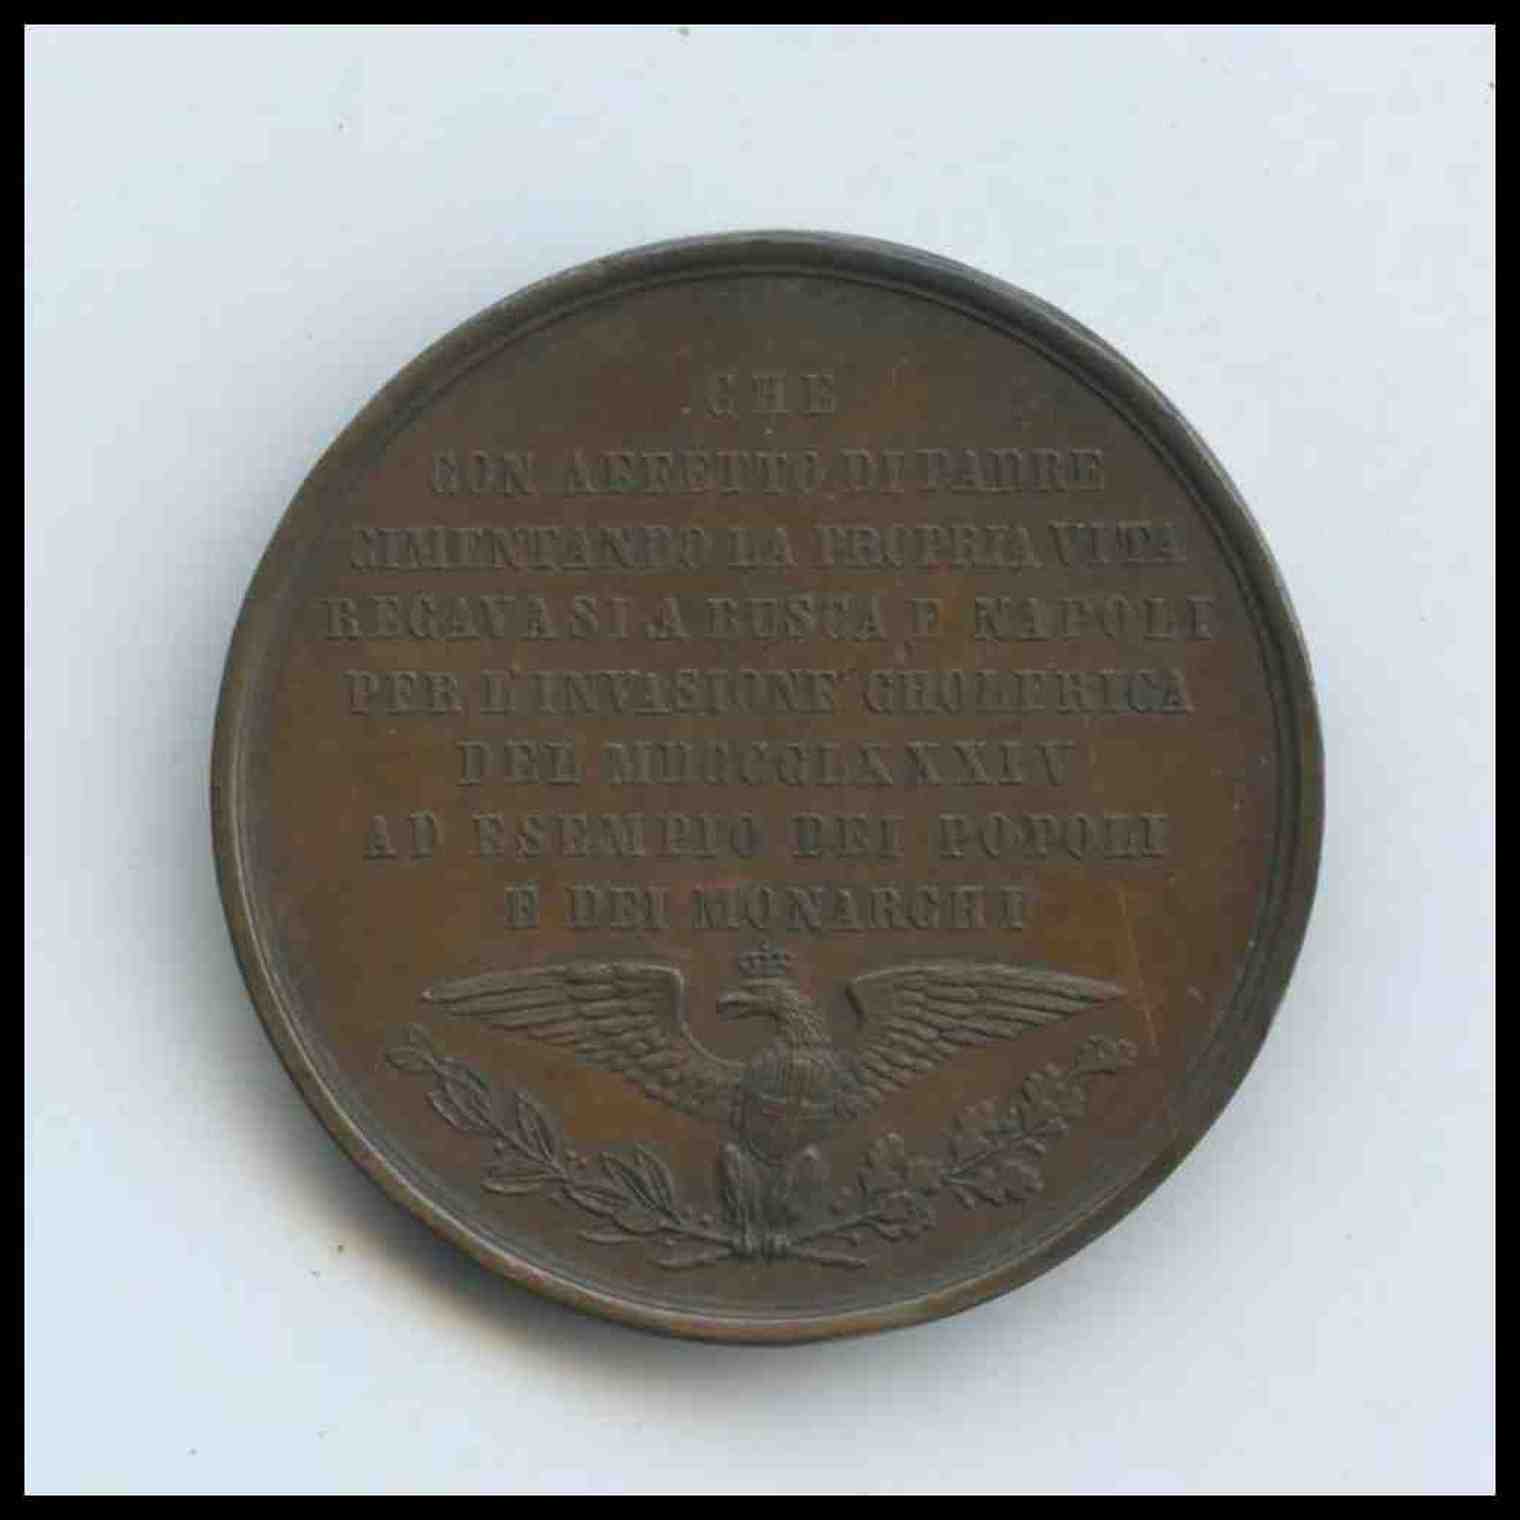 CHE
CON AFFETTO DI PADRE
CIMENTANDO LA PROPRIA VITA
RECAVASI A BUSCA E NAPOLI
PER L'INVASIONE CHOLERICA
DEL MDCCCLXXXIV
AD ESEMPIO DEI POPOLI
E DEI MONARCHI